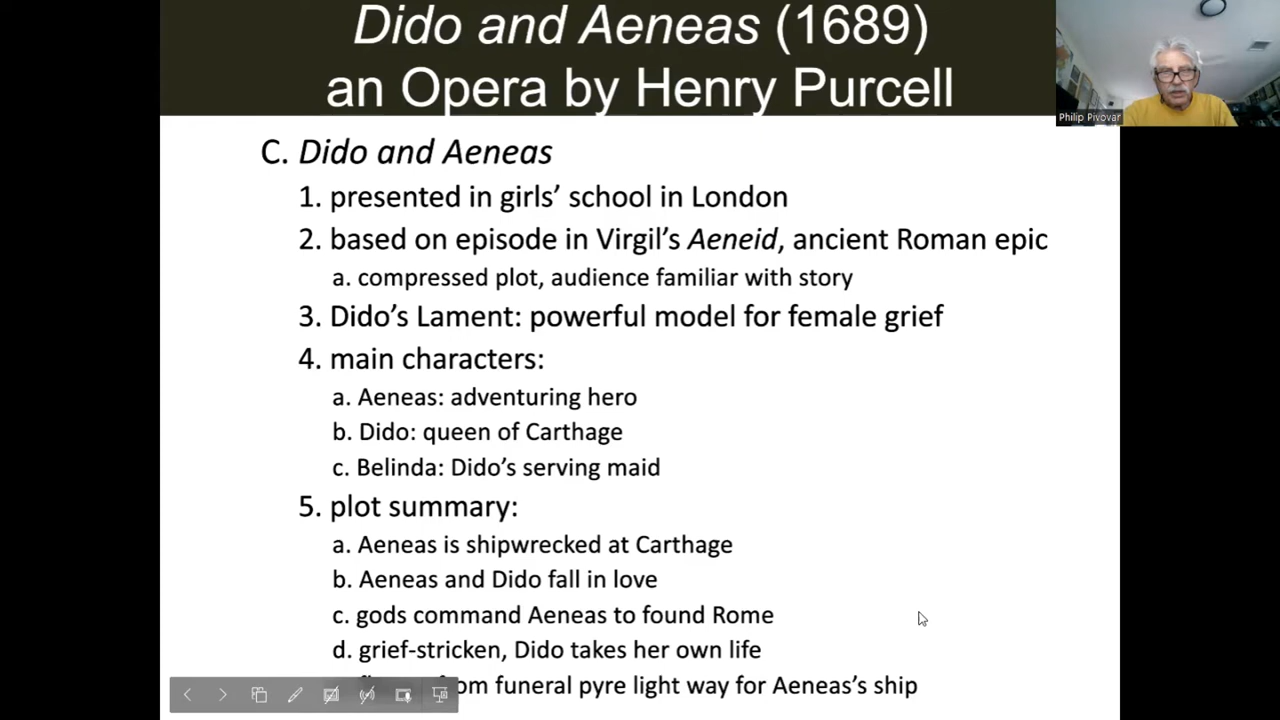 Dido and Aeneas (1689)
an Opera by Henry Purcell
Philip Pivovar
C. Dido and Aeneas
1. presented in girls’ school in London
2. based on episode in Virgil’s Aeneid, ancient Roman epic
a. compressed plot, audience familiar with story
3. Dido’s Lament: powerful model for female grief
4. main characters:
a. Aeneas: adventuring hero
b. Dido: queen of Carthage
c. Belinda: Dido’s serving maid
5. plot summary:
a. Aeneas is shipwrecked at Carthage
b. Aeneas and Dido fall in love
c. gods command Aeneas to found Rome
d. grief-stricken, Dido takes her own life
funeral pyre light way for Aeneas’s ship